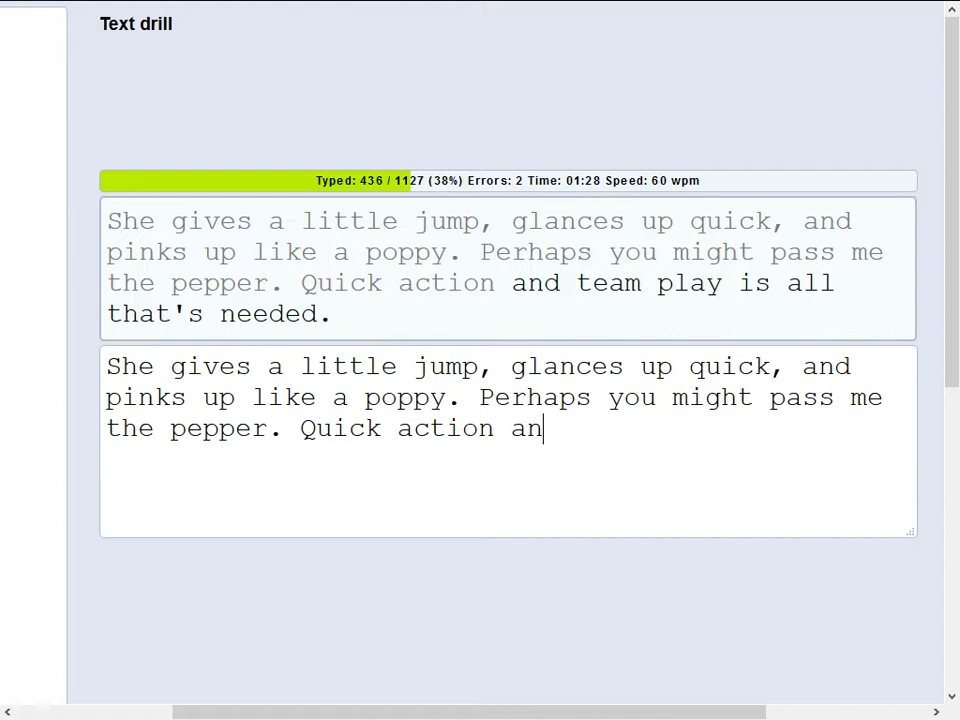 Text drill
Typed: 436 / 1127 (38%) Errors: 2 Time: 01:28 Speed: 60 wpm
She gives a little jump, glances up quick, and
pinks up like a poppy. Perhaps you might pass me
the pepper. Quick action and team play is all
that's needed.
She gives a little jump, glances up quick, and
pinks up like a poppy. Perhaps you might pass me
the pepper. Quick action an